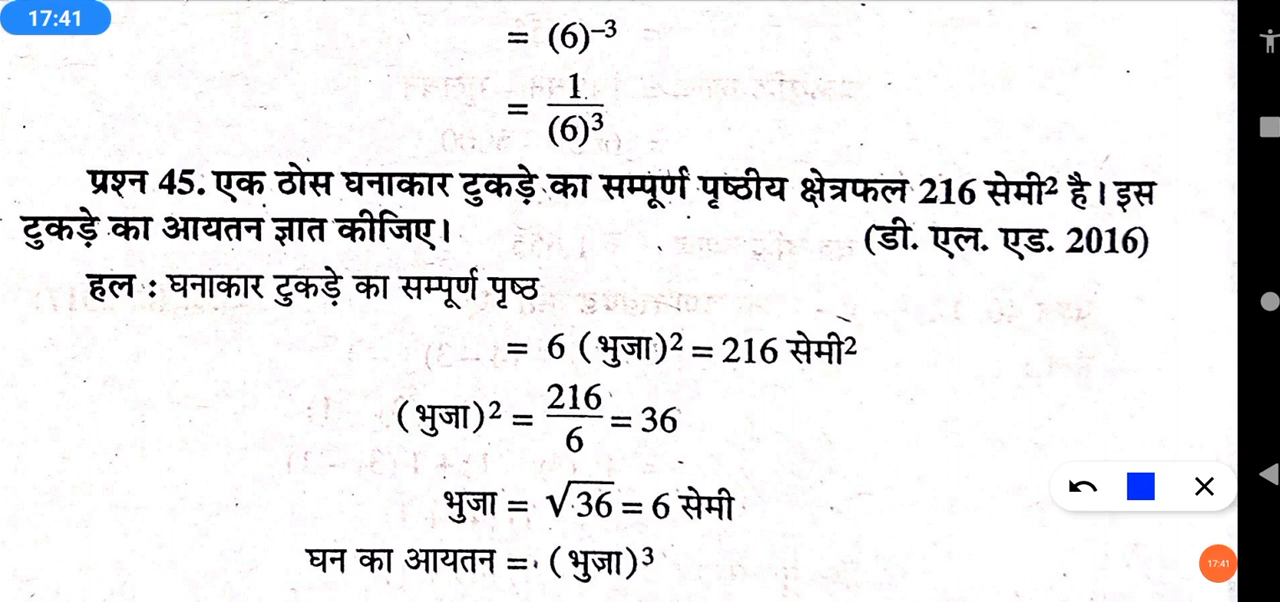 17:41
= (6)⁻³
= 1/(6)³
प्रश्न 45. एक ठोस घनाकार टुकड़े का सम्पूर्ण पृष्ठीय क्षेत्रफल 216 सेमी² है। इस
टुकड़े का आयतन ज्ञात कीजिए। (डी. एल. एड. 2016)
हल : घनाकार टुकड़े का सम्पूर्ण पृष्ठ
= 6 (भुजा)² = 216 सेमी²
(भुजा)² = 216/6 = 36
भुजा = √36 = 6 सेमी
घन का आयतन = (भुजा)³
17:41